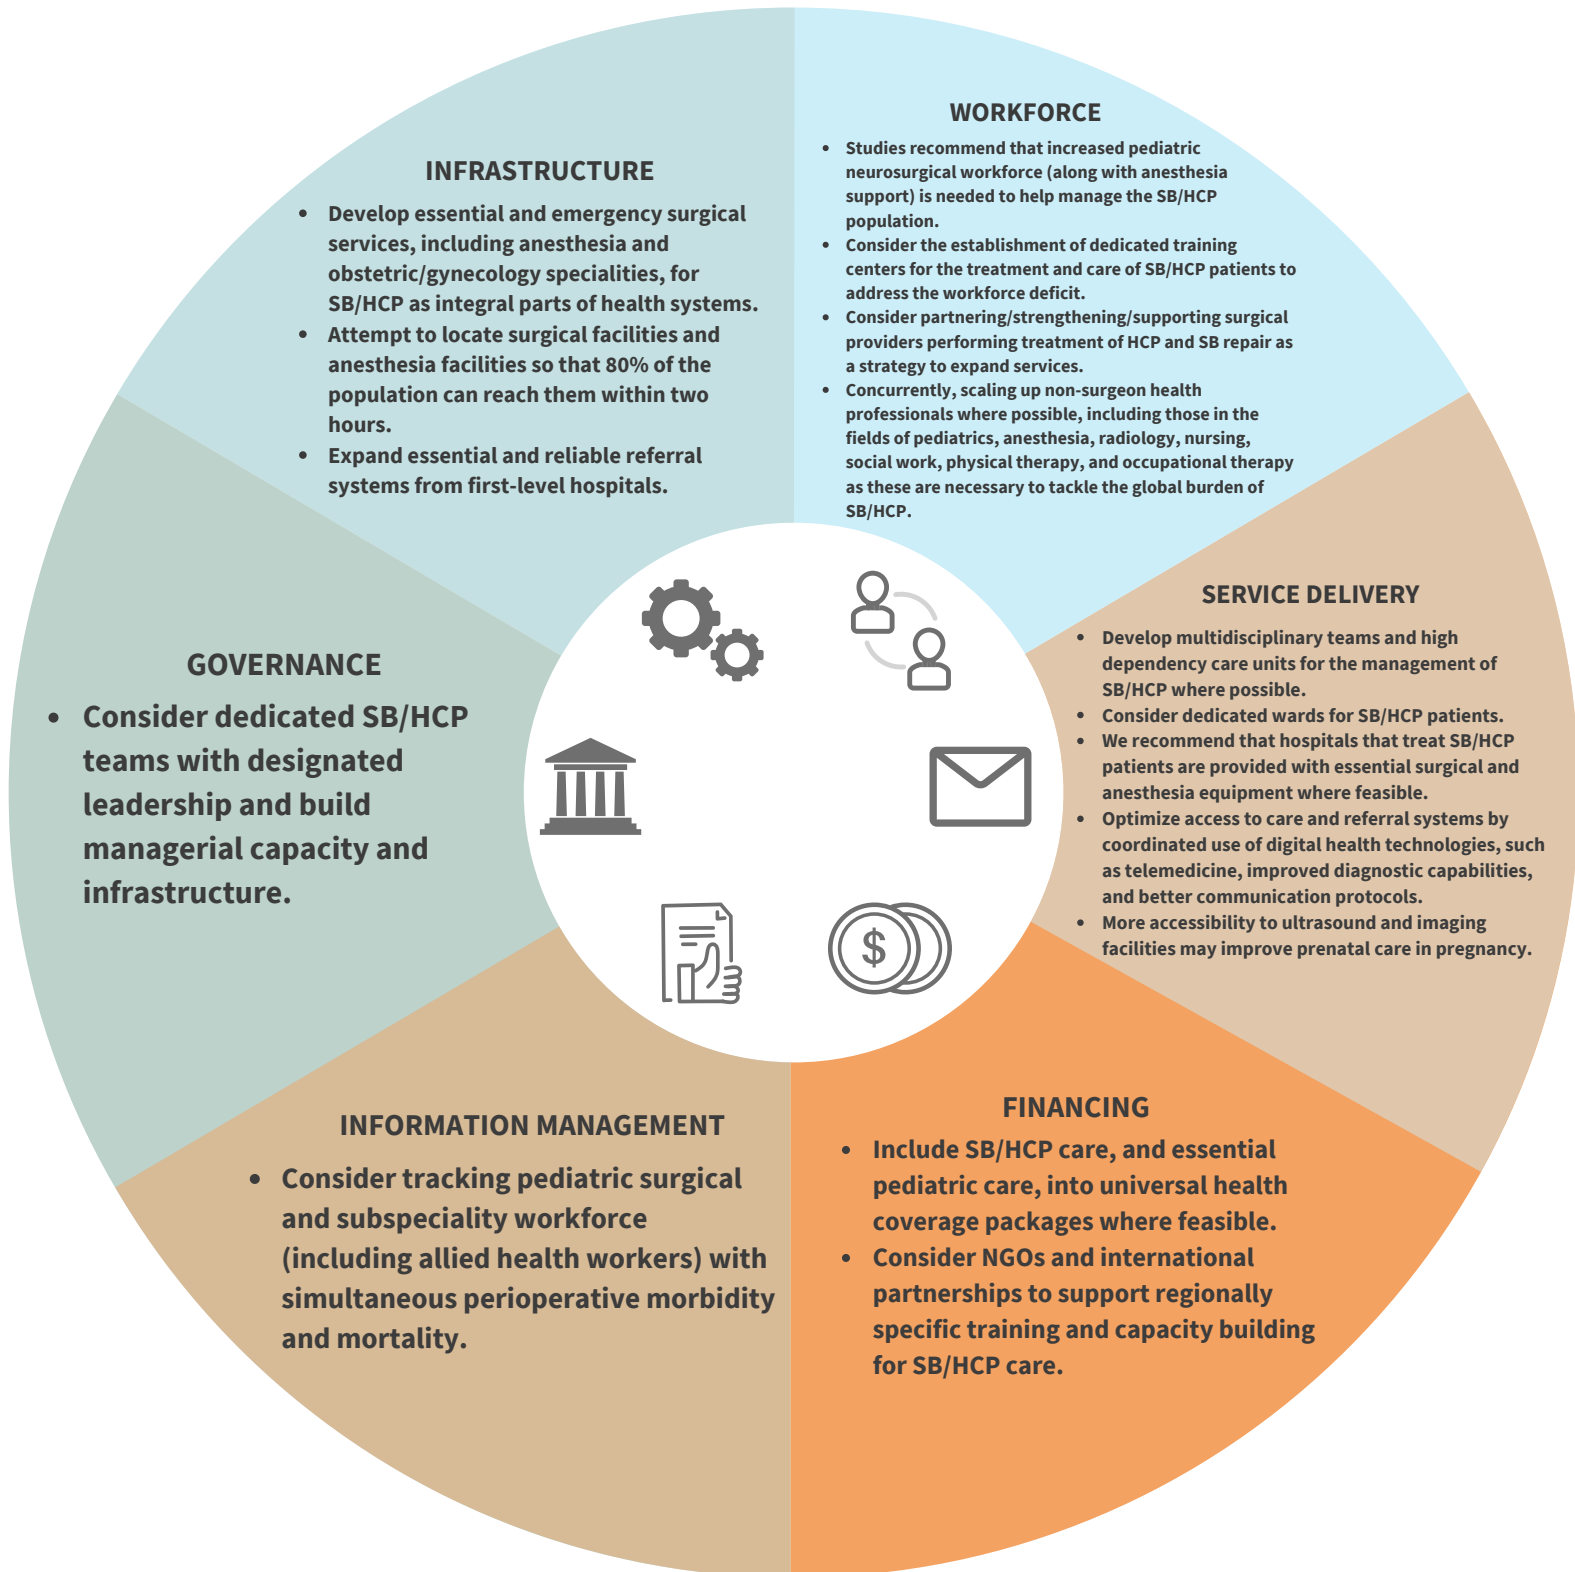 INFRASTRUCTURE
• Develop essential and emergency surgical
services, including anesthesia and
obstetric/gynecology specialities, for
SB/HCP as integral parts of health systems.
• Attempt to locate surgical facilities and
anesthesia facilities so that 80% of the
population can reach them within two
hours.
• Expand essential and reliable referral
systems from first-level hospitals.
WORKFORCE
• Studies recommend that increased pediatric
neurosurgical workforce (along with anesthesia
support) is needed to help manage the SB/HCP
population.
• Consider the establishment of dedicated training
centers for the treatment and care of SB/HCP patients to
address the workforce deficit.
• Consider partnering/strengthening/supporting surgical
providers performing treatment of HCP and SB repair as
a strategy to expand services.
• Concurrently, scaling up non-surgeon health
professionals where possible, including those in the
fields of pediatrics, anesthesia, radiology, nursing,
social work, physical therapy, and occupational therapy
as these are necessary to tackle the global burden of
SB/HCP.
SERVICE DELIVERY
• Develop multidisciplinary teams and high
dependency care units for the management of
SB/HCP where possible.
• Consider dedicated wards for SB/HCP patients.
• We recommend that hospitals that treat SB/HCP
patients are provided with essential surgical and
anesthesia equipment where feasible.
• Optimize access to care and referral systems by
coordinated use of digital health technologies, such
as telemedicine, improved diagnostic capabilities,
and better communication protocols.
• More accessibility to ultrasound and imaging
facilities may improve prenatal care in pregnancy.
GOVERNANCE
• Consider dedicated SB/HCP
teams with designated
leadership and build
managerial capacity and
infrastructure.
$
INFORMATION MANAGEMENT
• Consider tracking pediatric surgical
and subspeciality workforce
(including allied health workers) with
simultaneous perioperative morbidity
and mortality.
FINANCING
• Include SB/HCP care, and essential
pediatric care, into universal health
coverage packages where feasible.
• Consider NGOs and international
partnerships to support regionally
specific training and capacity building
for SB/HCP care.